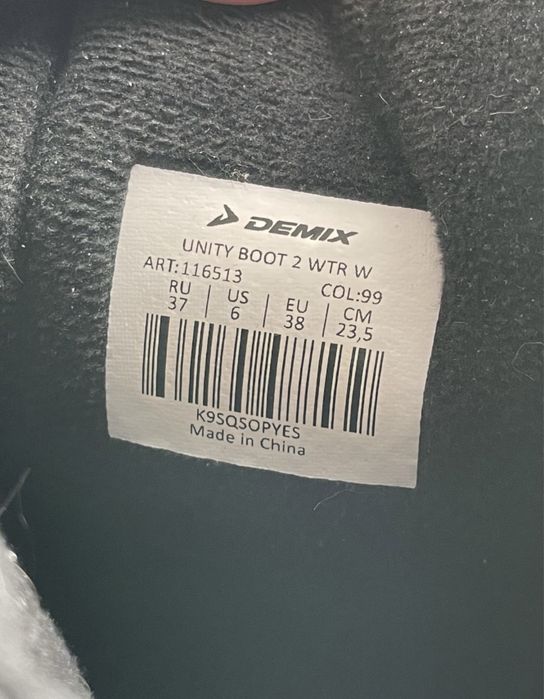 DEMIX
UNITY BOOT 2 WTR W
ART:116513 COL:99
RU US EU CM
37 6 38 23,5
K9SQSOPYES
Made in China